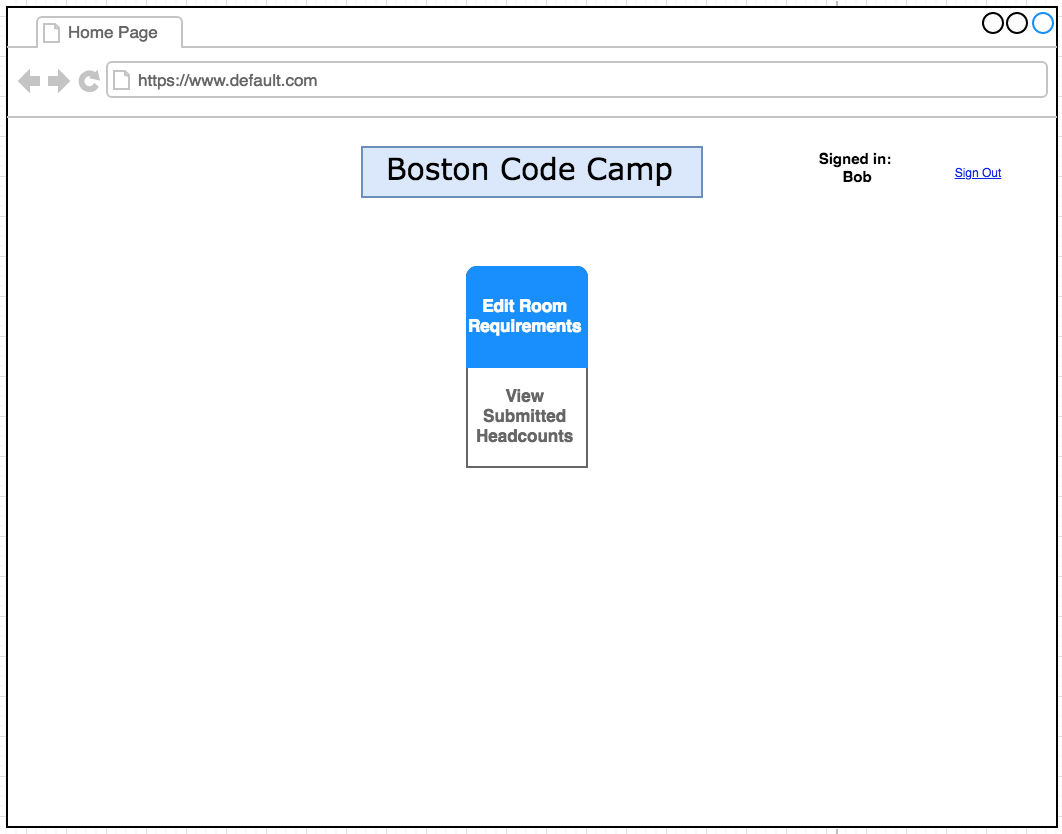 Home Page
https://www.default.com
Boston Code Camp
Signed in:
Bob
Sign Out
Edit Room
Requirements
View
Submitted
Headcounts